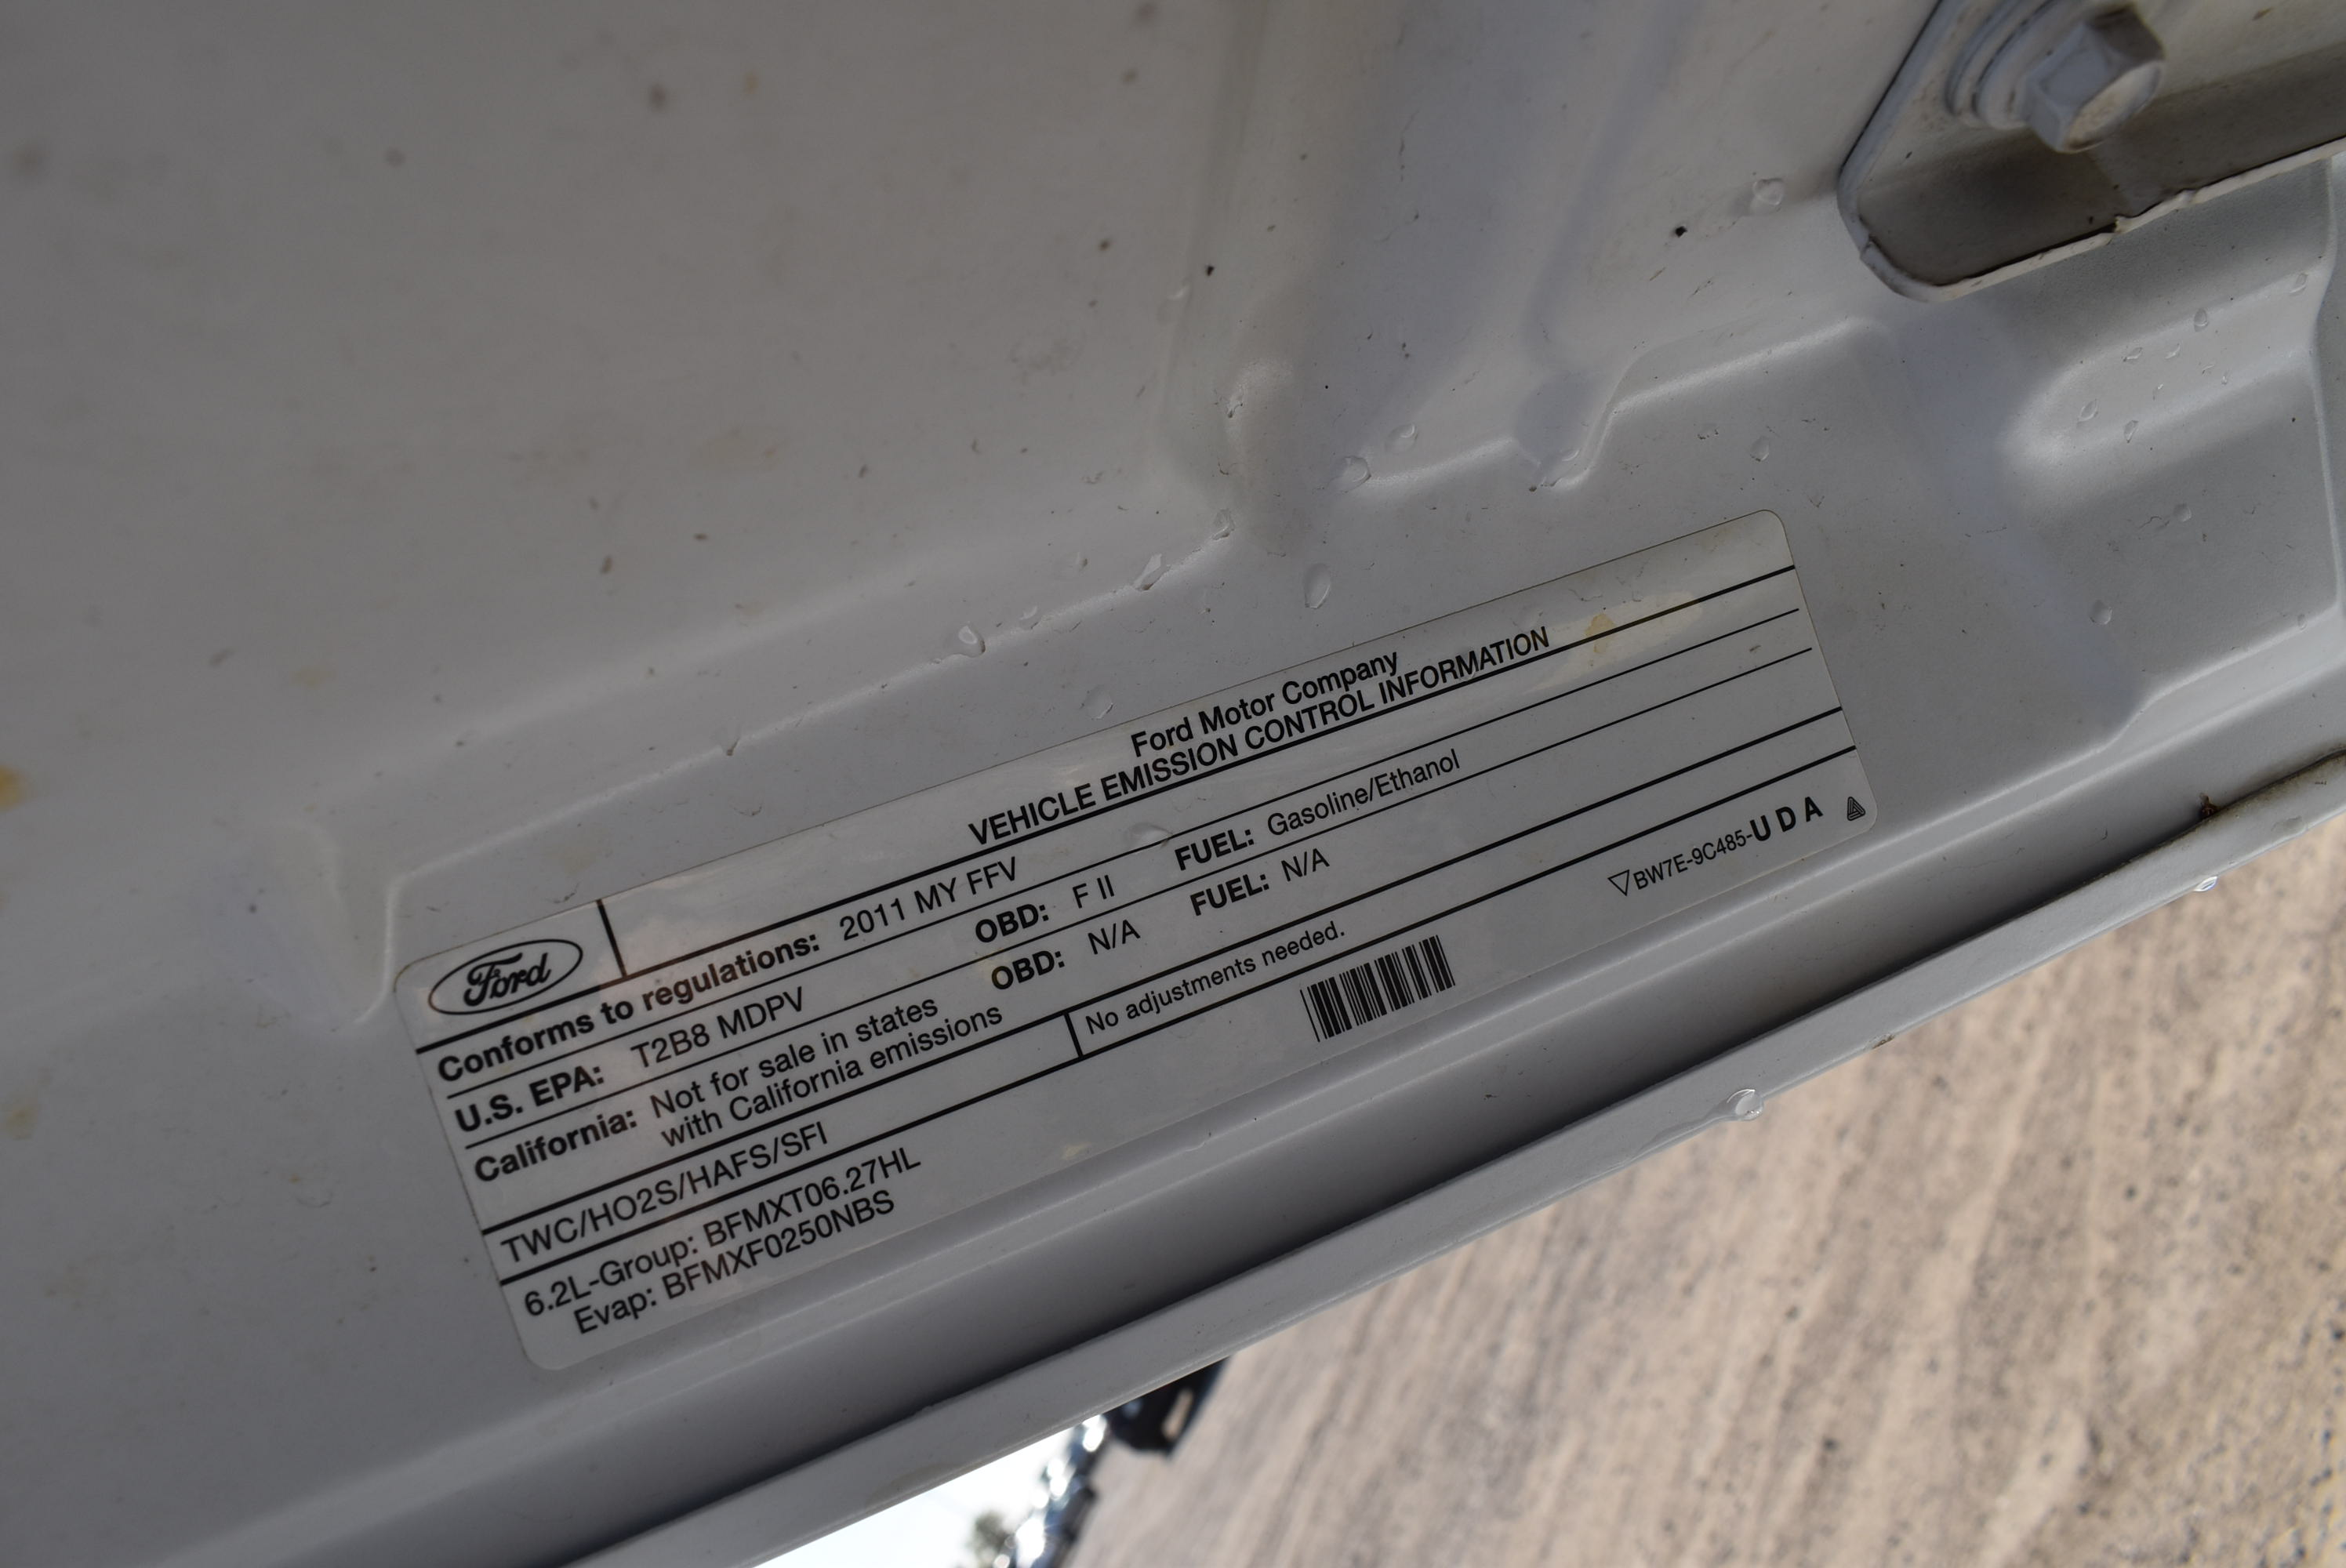 Ford
Ford Motor Company
VEHICLE EMISSION CONTROL INFORMATION
Conforms to regulations: 2011 MY FFV
U.S. EPA: T2B8 MDPV OBD: F II FUEL: Gasoline/Ethanol
California: Not for sale in states OBD: N/A FUEL: N/A
with California emissions
TWC/HO2S/HAFS/SFI No adjustments needed.
6.2L-Group: BFMXT06.27HL
Evap: BFMXF0250NBS
BW7E-9C485-UDA